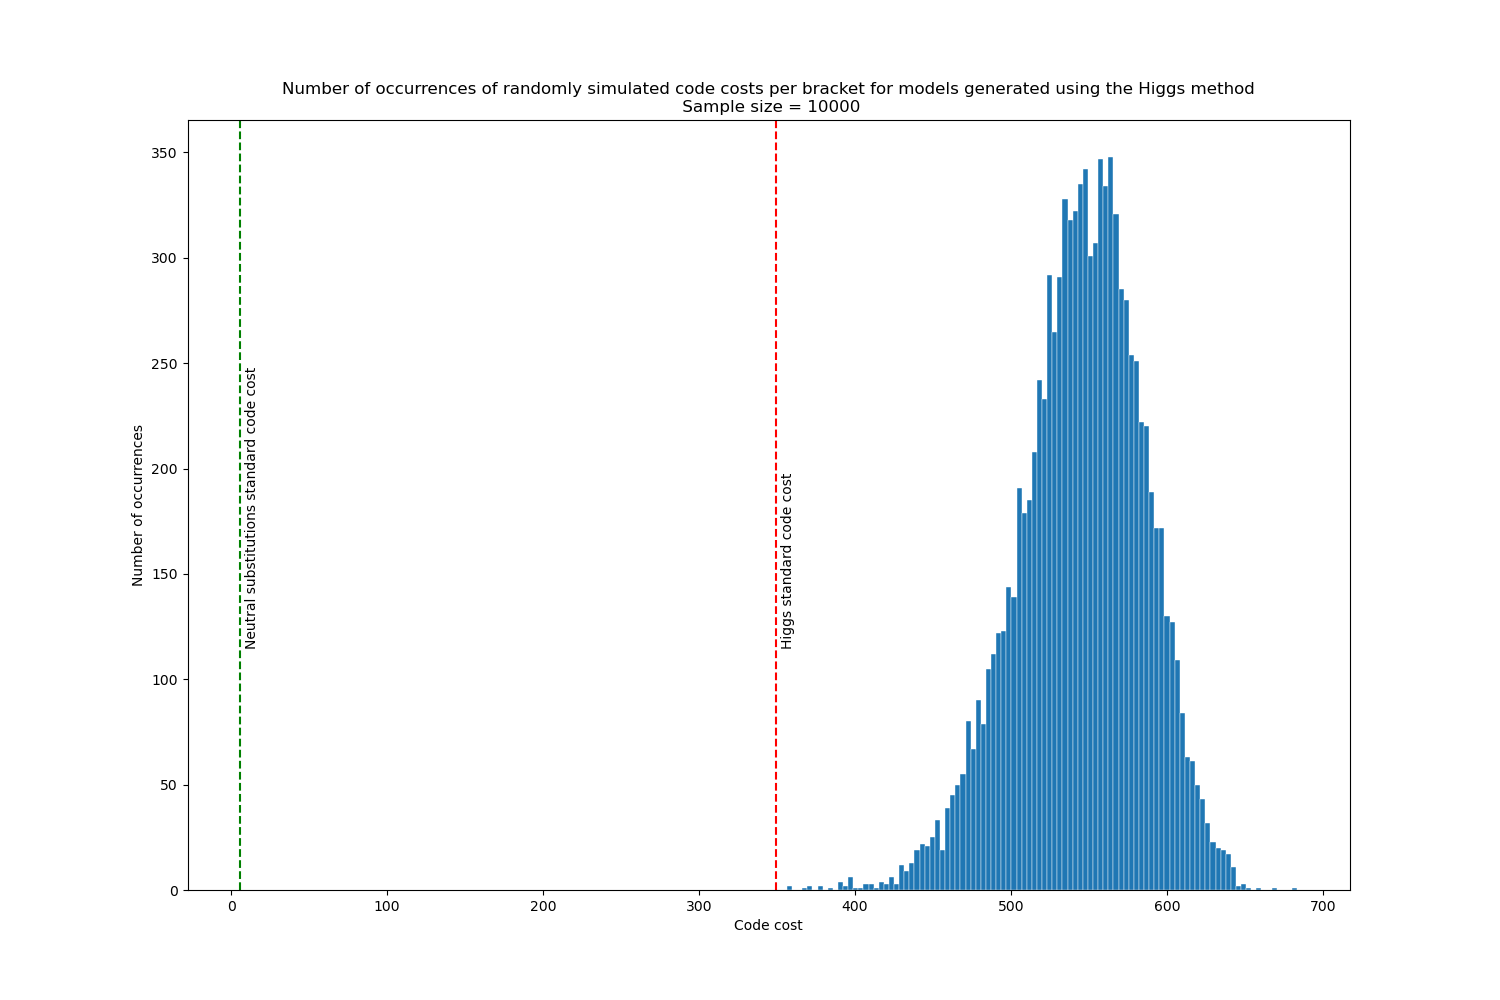 Number of occurrences of randomly simulated code costs per bracket for models generated using the Higgs method
Sample size = 10000
350
300
250
200
150
100
50
0
Number of occurrences
Neutral substitutions standard code cost
Higgs standard code cost
0 100 200 300 400 500 600 700
Code cost